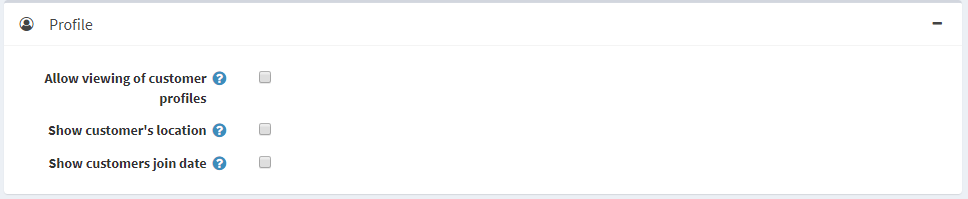 Profile
Allow viewing of customer
profiles
Show customer's location
Show customers join date